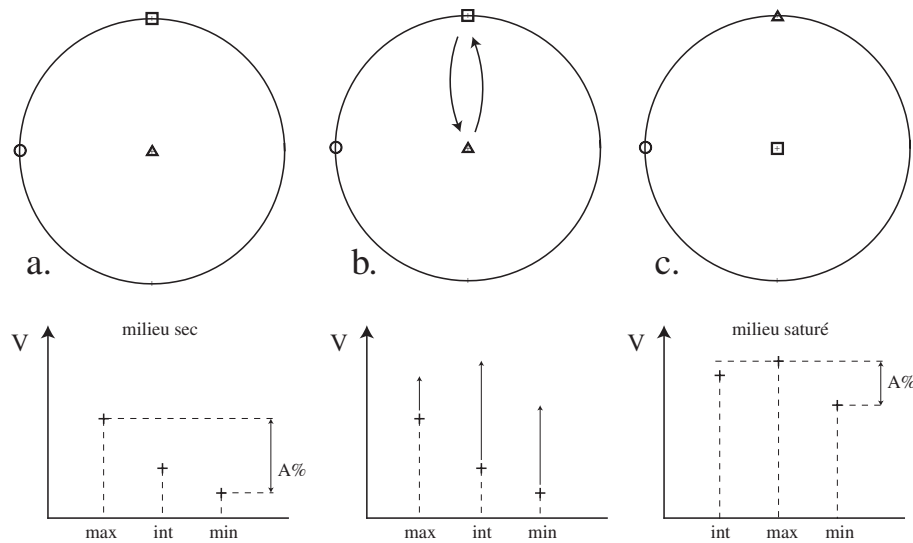 a.
b.
c.
V
milieu sec
A%
max int min
V
max int min
V
milieu saturé
A%
int max min